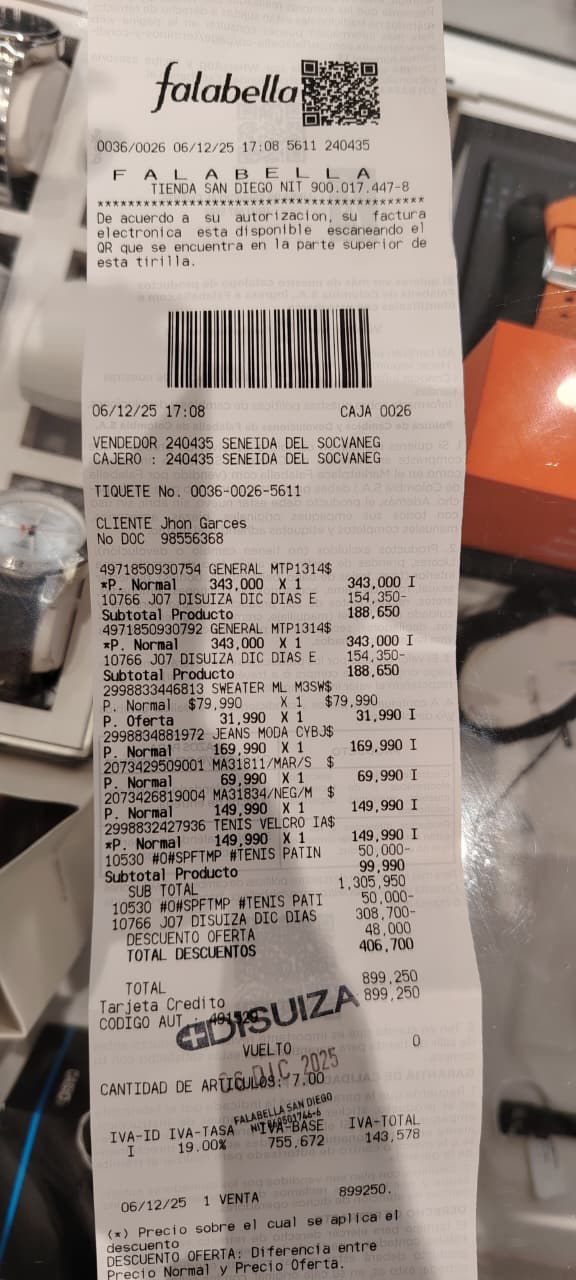 falabella
0036/0026 06/12/25 17:08 5611 240435
F A L A B E L L A
TIENDA SAN DIEGO NIT 900.017.447-8
******************************************
De acuerdo a su autorizacion, su factura
electronica esta disponible escaneando el
QR que se encuentra en la parte superior de
esta tirilla.
06/12/25 17:08 CAJA 0026
VENDEDOR 240435 SENEIDA DEL SOCVANEG
CAJERO : 240435 SENEIDA DEL SOCVANEG
TIQUETE No. 0036-0026-5611
CLIENTE Jhon Garces
No DOC 98556368
4971850930754 GENERAL MTP1314$
*P. Normal 343,000 X 1 343,000 I
10766 J07 DISUIZA DIC DIAS E 154,350-
Subtotal Producto 188,650
4971850930792 GENERAL MTP1314$
*P. Normal 343,000 X 1 343,000 I
10766 J07 DISUIZA DIC DIAS E 154,350-
Subtotal Producto 188,650
2998833446813 SWEATER ML M3SW$
P. Normal $79,990 X 1 $79,990
P. Oferta 31,990 X 1 31,990 I
2998834881972 JEANS MODA CYBJ$
P. Normal 169,990 X 1 169,990 I
2073429509001 MA31811/MAR/S $
P. Normal 69,990 X 1 69,990 I
2073426819004 MA31834/NEG/M $
P. Normal 149,990 X 1 149,990 I
2998832427936 TENIS VELCRO IA$
*P. Normal 149,990 X 1 149,990 I
10530 #O#SPFTMP #TENIS PATIN 50,000-
Subtotal Producto 99,990
SUB TOTAL 1,305,950
10530 #O#SPFTMP #TENIS PATI 50,000-
10766 J07 DISUIZA DIC DIAS 308,700-
DESCUENTO OFERTA 48,000
TOTAL DESCUENTOS 406,700
TOTAL 899,250
Tarjeta Credito 899,250
CODIGO AUT :
DISUIZA
VUELTO 0
06 DIC 2025
CANTIDAD DE ARTICULOS: 7.00
FALABELLA SAN DIEGO
IVA-ID IVA-TASA IVA-BASE IVA-TOTAL
I 19.00% 755,672 143,578
06/12/25 1 VENTA 899250.
(*) Precio sobre el cual se aplica el
descuento
DESCUENTO OFERTA: Diferencia entre
Precio Normal y Precio Oferta.